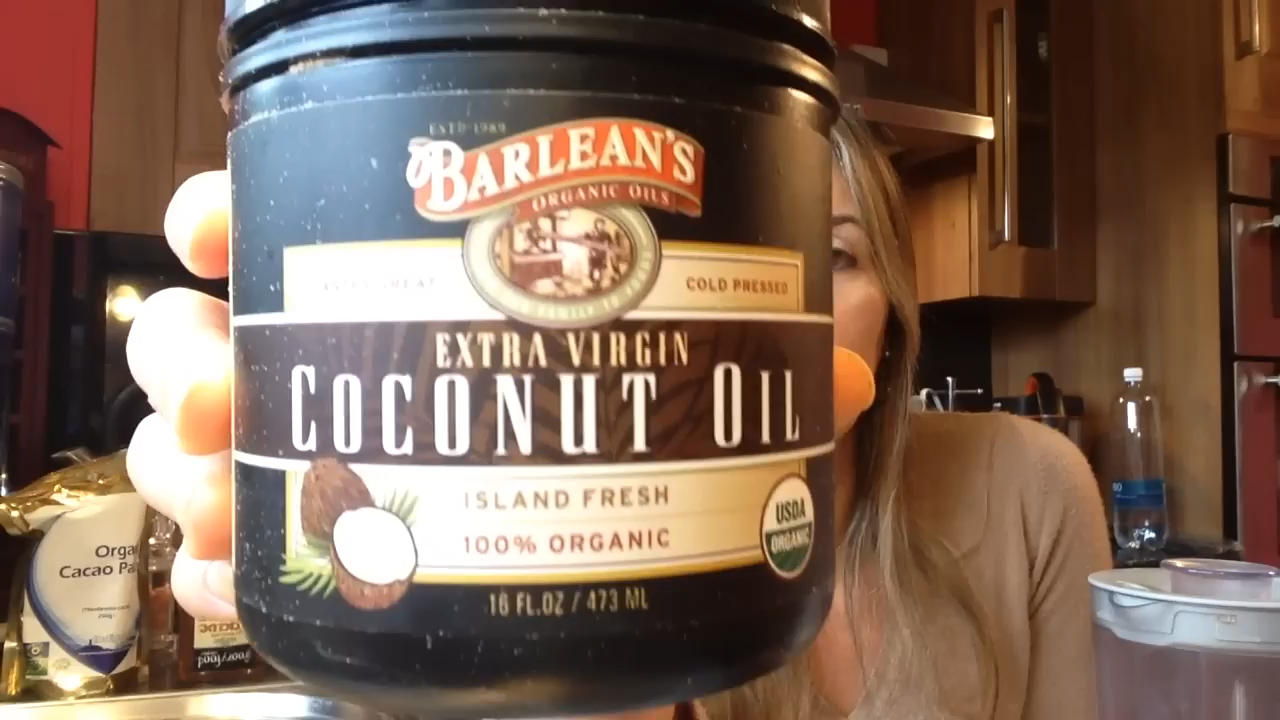 ESTD 1989
BARLEAN'S
ORGANIC OILS
COLD PRESSED
EXTRA VIRGIN
COCONUT OIL
ISLAND FRESH
100% ORGANIC
USDA
ORGANIC
16 FL.OZ / 473 ML
Orga
Cacao Pa